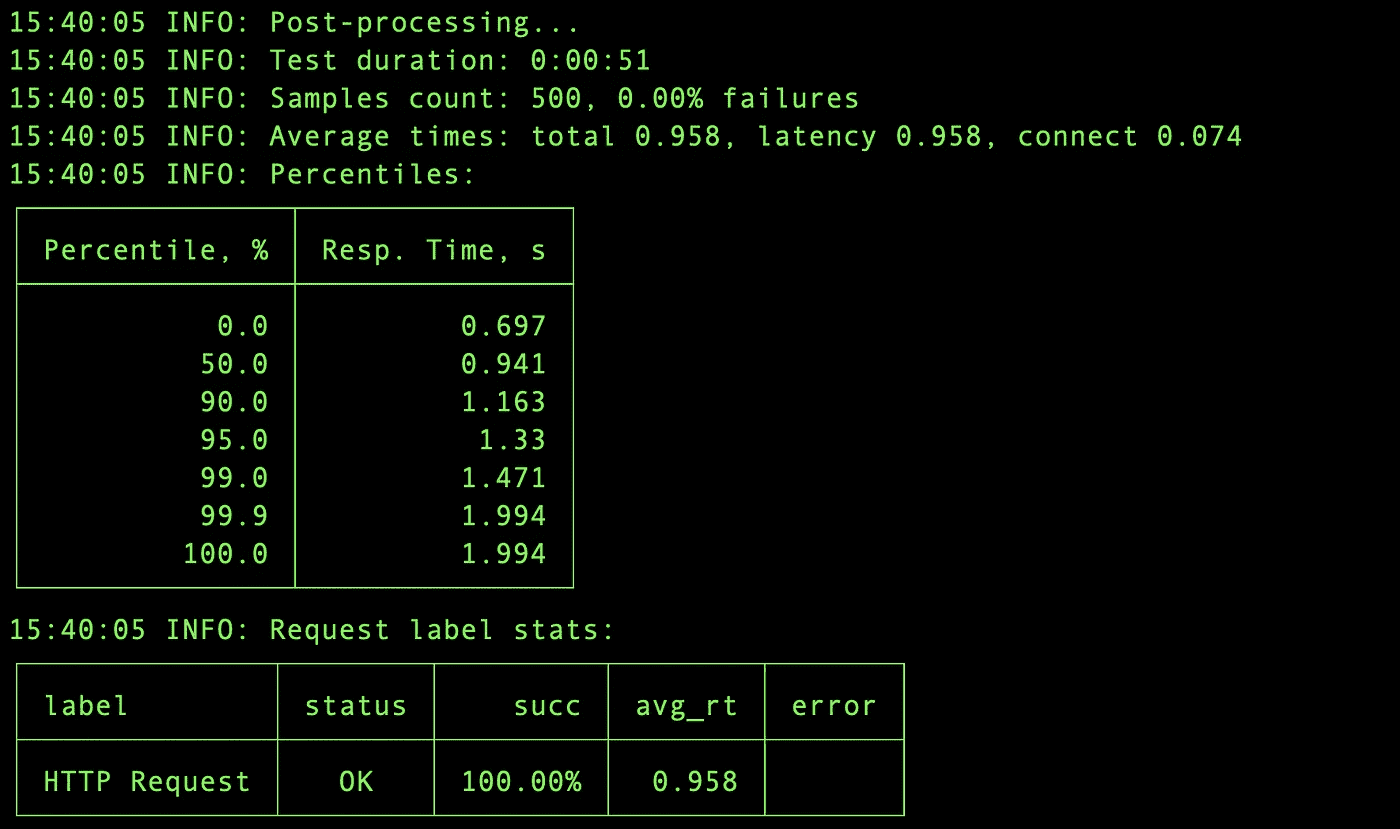 15:40:05 INFO: Post-processing...
15:40:05 INFO: Test duration: 0:00:51
15:40:05 INFO: Samples count: 500, 0.00% failures
15:40:05 INFO: Average times: total 0.958, latency 0.958, connect 0.074
15:40:05 INFO: Percentiles:
Percentile, % Resp. Time, s
0.0 0.697
50.0 0.941
90.0 1.163
95.0 1.33
99.0 1.471
99.9 1.994
100.0 1.994
15:40:05 INFO: Request label stats:
label status succ avg_rt error
HTTP Request OK 100.00% 0.958